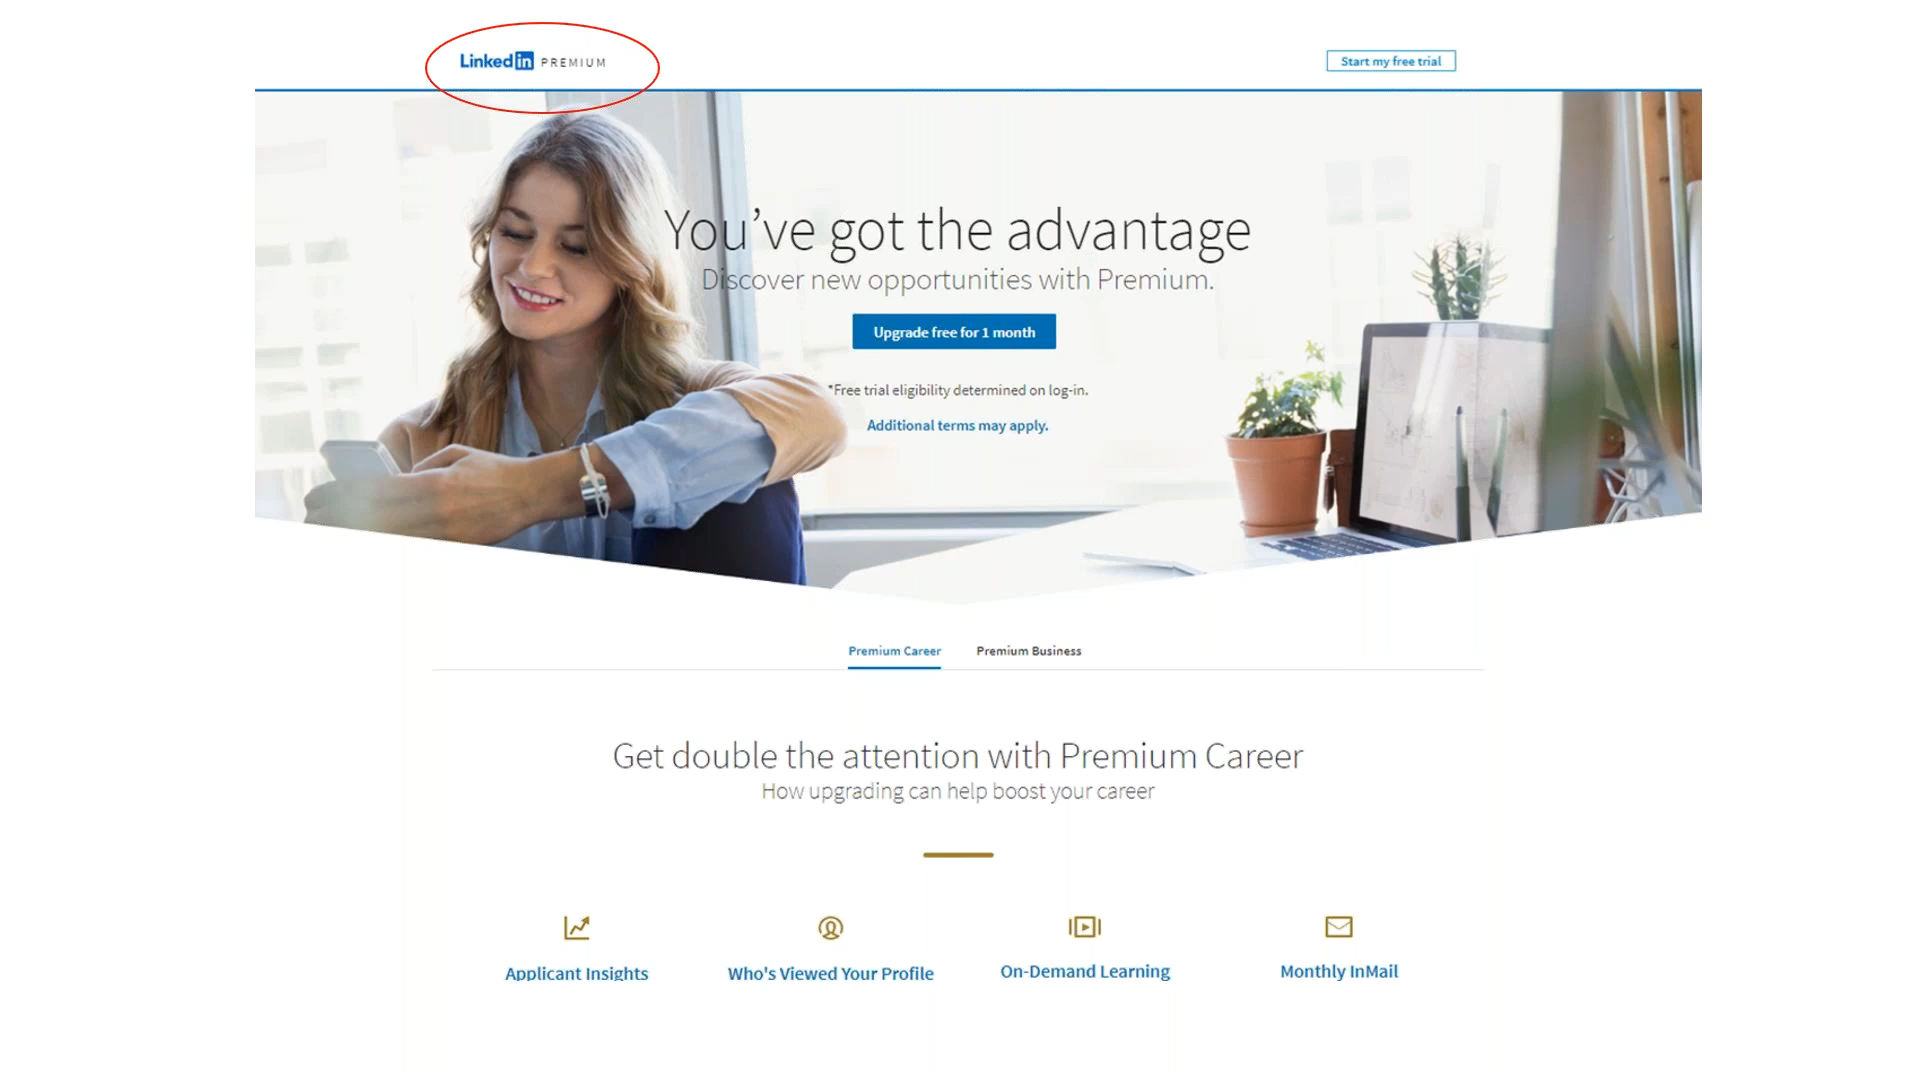 Linkedin PREMIUM
Start my free trial
You’ve got the advantage
Discover new opportunities with Premium.
Upgrade free for 1 month
*Free trial eligibility determined on log-in.
Additional terms may apply.
Premium Career
Premium Business
Get double the attention with Premium Career
How upgrading can help boost your career
Applicant Insights
Who's Viewed Your Profile
On-Demand Learning
Monthly InMail